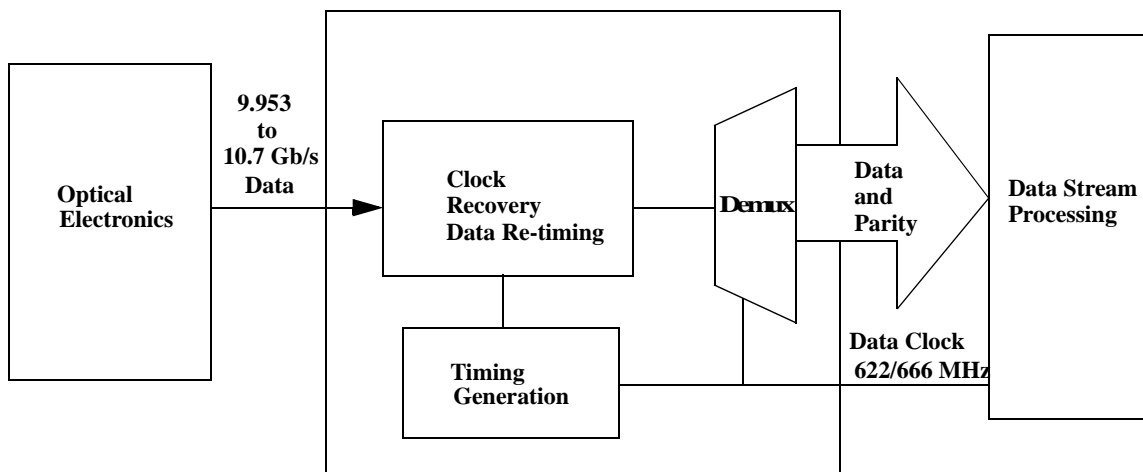 Optical
Electronics
9.953
to
10.7 Gb/s
Data
Clock
Recovery
Data Re-timing
Timing
Generation
Demux
Data
and
Parity
Data Clock
622/666 MHz
Data Stream
Processing